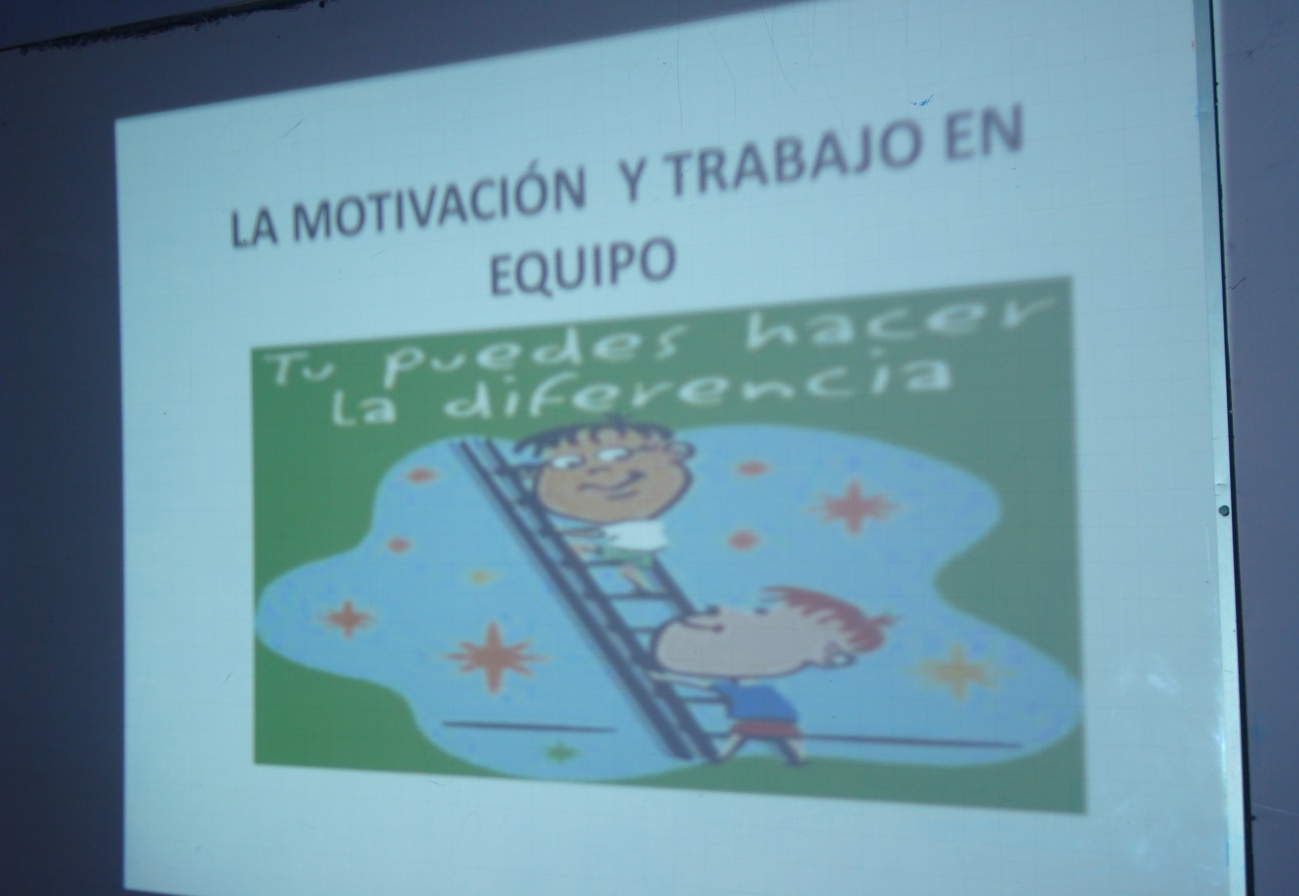 LA MOTIVACIÓN Y TRABAJO EN
EQUIPO
Tu puedes hacer
La diferencia